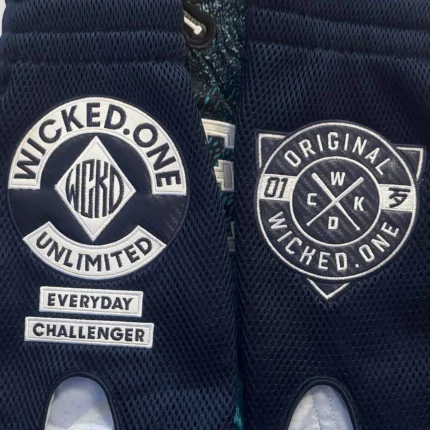 WICKED.ONE
WCKD
UNLIMITED
EVERYDAY
CHALLENGER
ORIGINAL
01
W
C K
D
WICKED.ONE